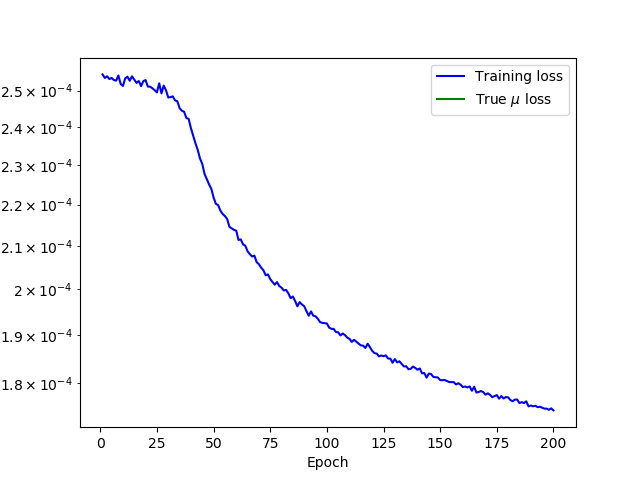 Training loss
True μ loss
2.5 × 10⁻⁴
2.4 × 10⁻⁴
2.3 × 10⁻⁴
2.2 × 10⁻⁴
2.1 × 10⁻⁴
2 × 10⁻⁴
1.9 × 10⁻⁴
1.8 × 10⁻⁴
0 25 50 75 100 125 150 175 200
Epoch